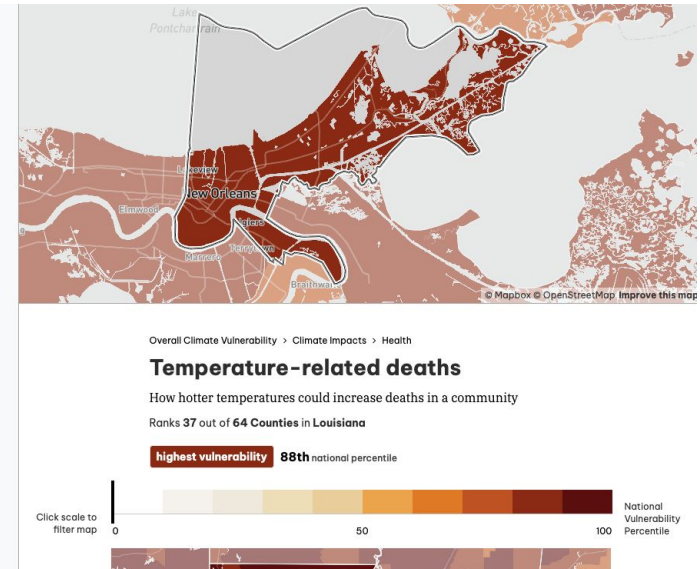 Lake
Pontchartrain
Lakeview
New Orleans
Elmwood
Algiers
Marrero
Terrytown
Braithwai
© Mapbox © OpenStreetMap Improve this map
Overall Climate Vulnerability > Climate Impacts > Health
Temperature-related deaths
How hotter temperatures could increase deaths in a community
Ranks 37 out of 64 Counties in Louisiana
highest vulnerability 88th national percentile
Click scale to
filter map
0
50
100
National
Vulnerability
Percentile